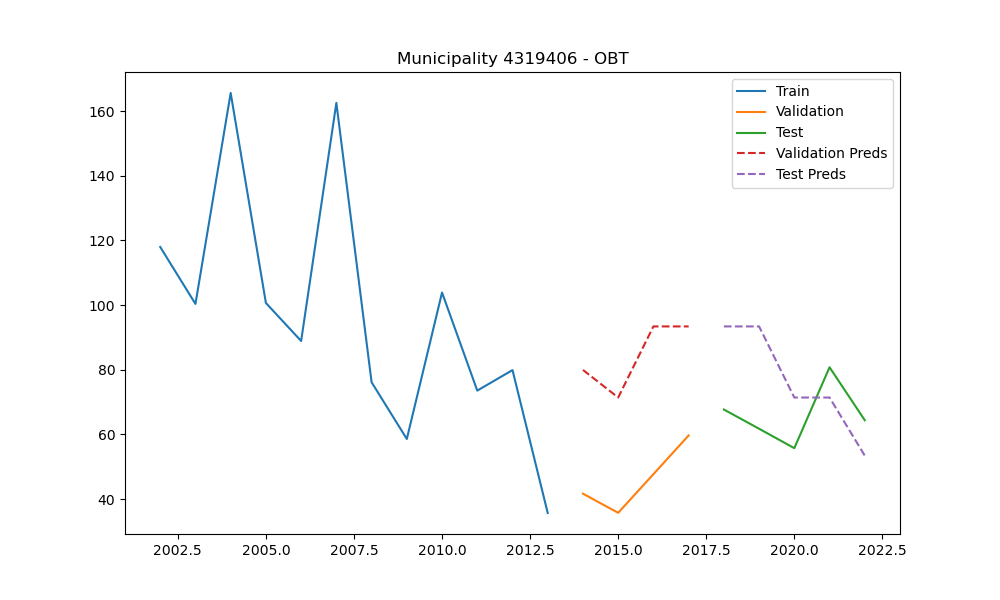 Municipality 4319406 - OBT
160
140
120
100
80
60
40
Train
Validation
Test
Validation Preds
Test Preds
2002.5 2005.0 2007.5 2010.0 2012.5 2015.0 2017.5 2020.0 2022.5